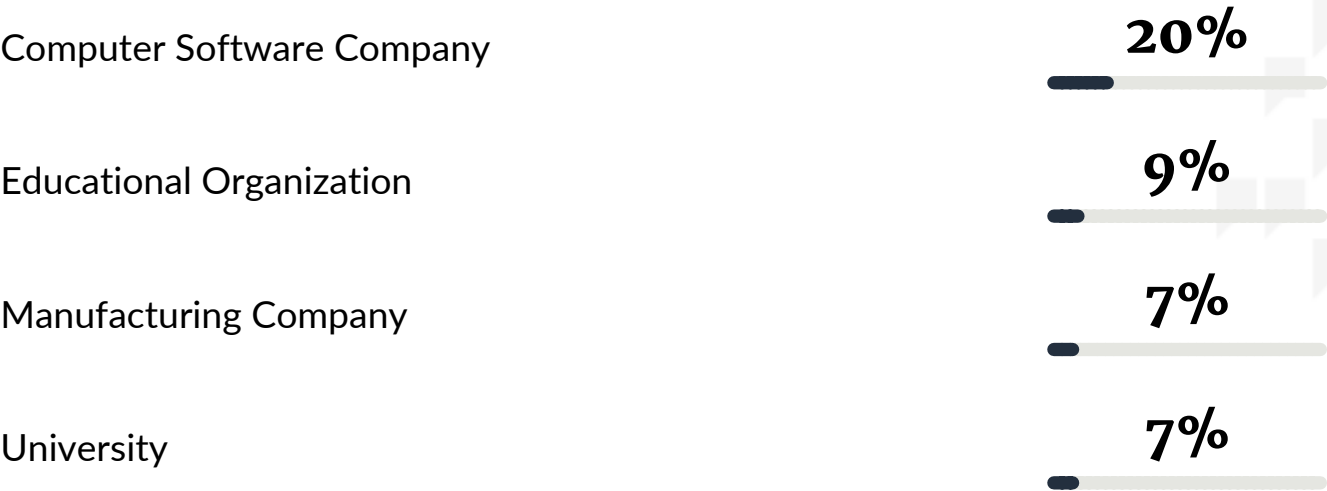 Computer Software Company 20%
Educational Organization 9%
Manufacturing Company 7%
University 7%